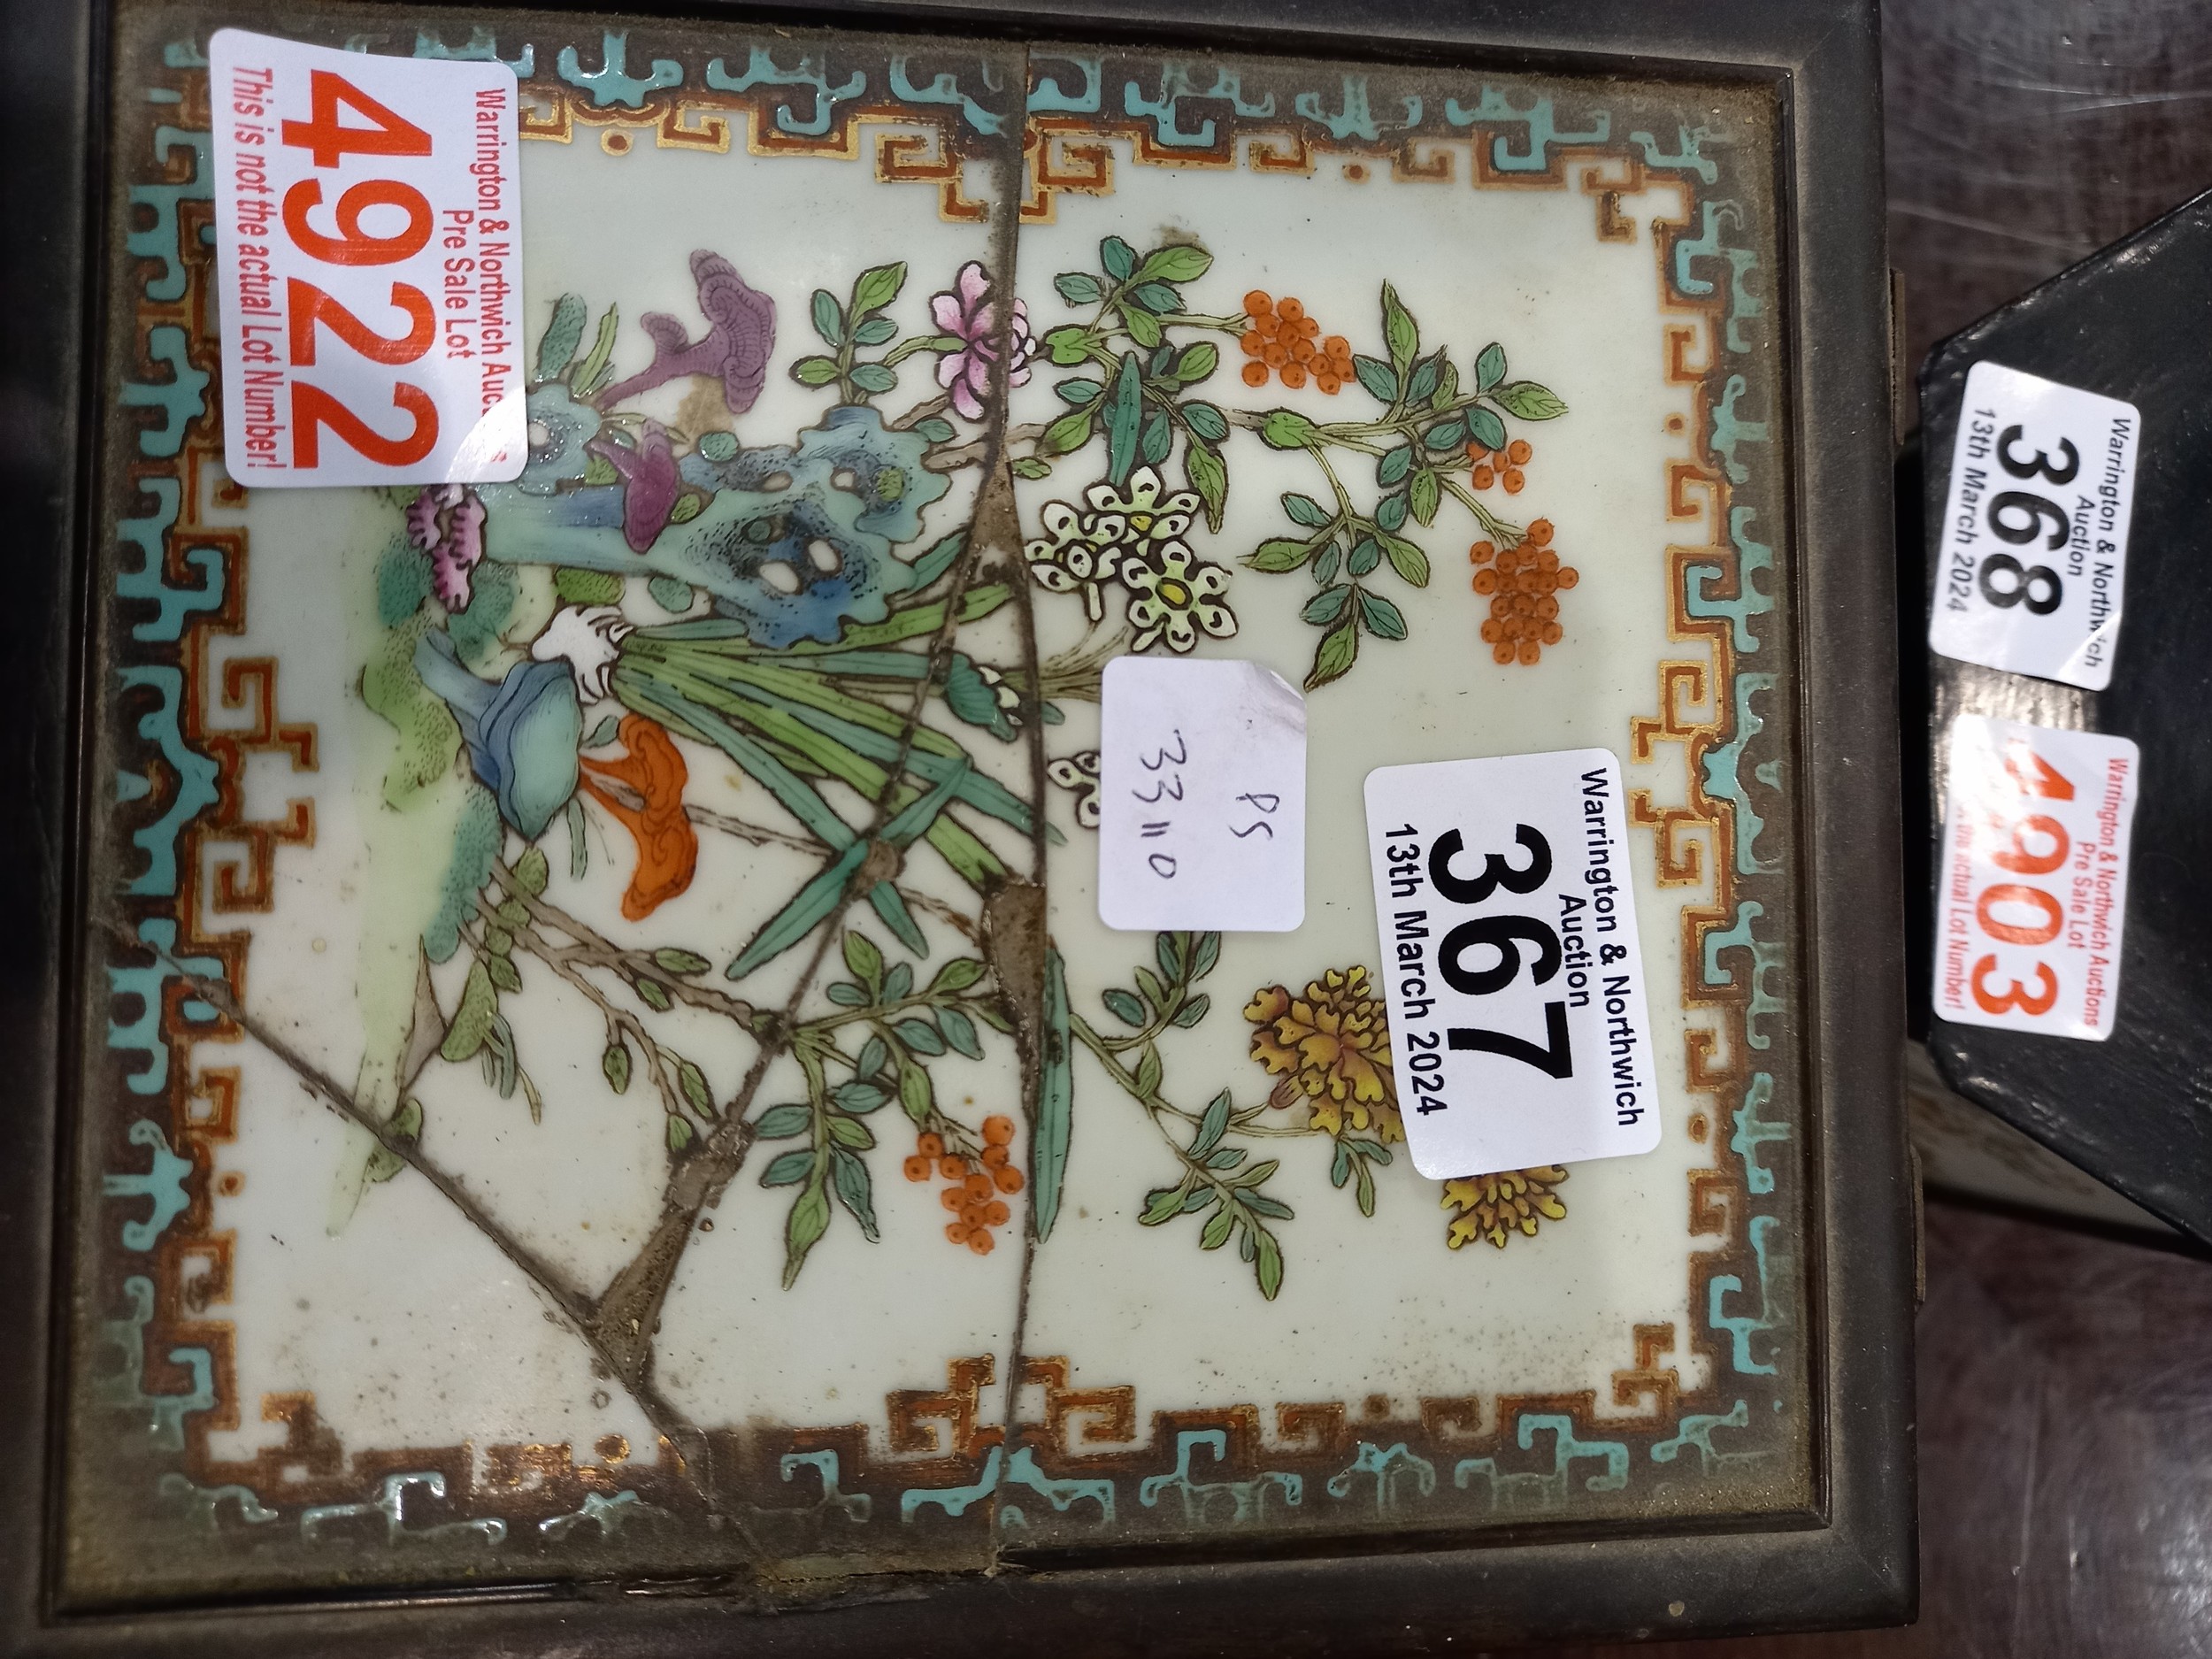 Warrington & Northwich Auc
Pre Sale Lot
4922
This is not the actual Lot Number!
PS
33110
Warrington & Northwich
Auction
367
13th March 2024
Warrington & Northwich
Auction
368
13th March 2024
Warrington & Northwich Auctions
Pre Sale Lot
4903
actual Lot Number!